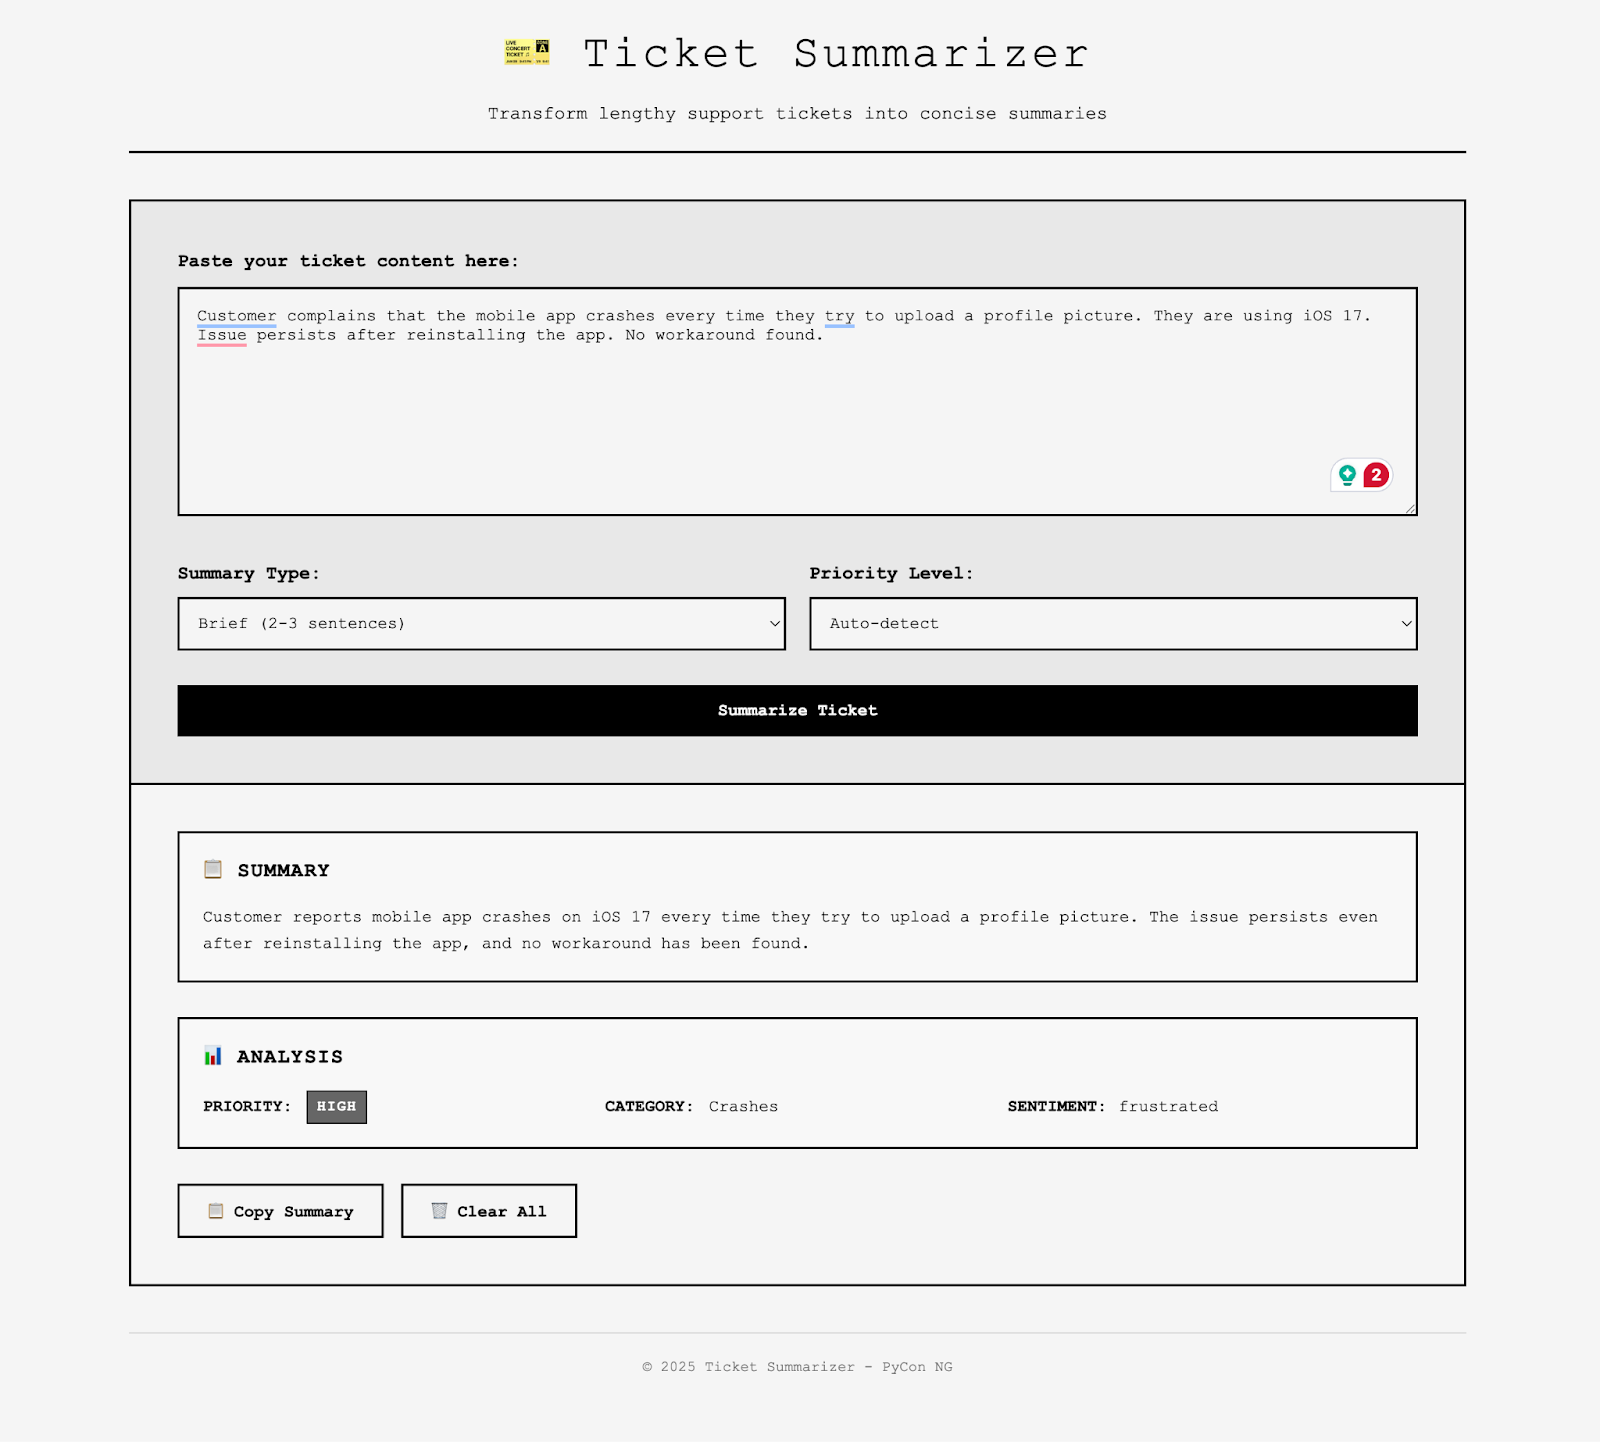 LIVE
CONCERT
TICKET
A
Ticket Summarizer
Transform lengthy support tickets into concise summaries
Paste your ticket content here:
Customer complains that the mobile app crashes every time they try to upload a profile picture. They are using iOS 17.
Issue persists after reinstalling the app. No workaround found.
2
Summary Type:
Priority Level:
Brief (2-3 sentences)
Auto-detect
Summarize Ticket
SUMMARY
Customer reports mobile app crashes on iOS 17 every time they try to upload a profile picture. The issue persists even
after reinstalling the app, and no workaround has been found.
ANALYSIS
PRIORITY: HIGH
CATEGORY: Crashes
SENTIMENT: frustrated
Copy Summary
Clear All
© 2025 Ticket Summarizer - PyCon NG